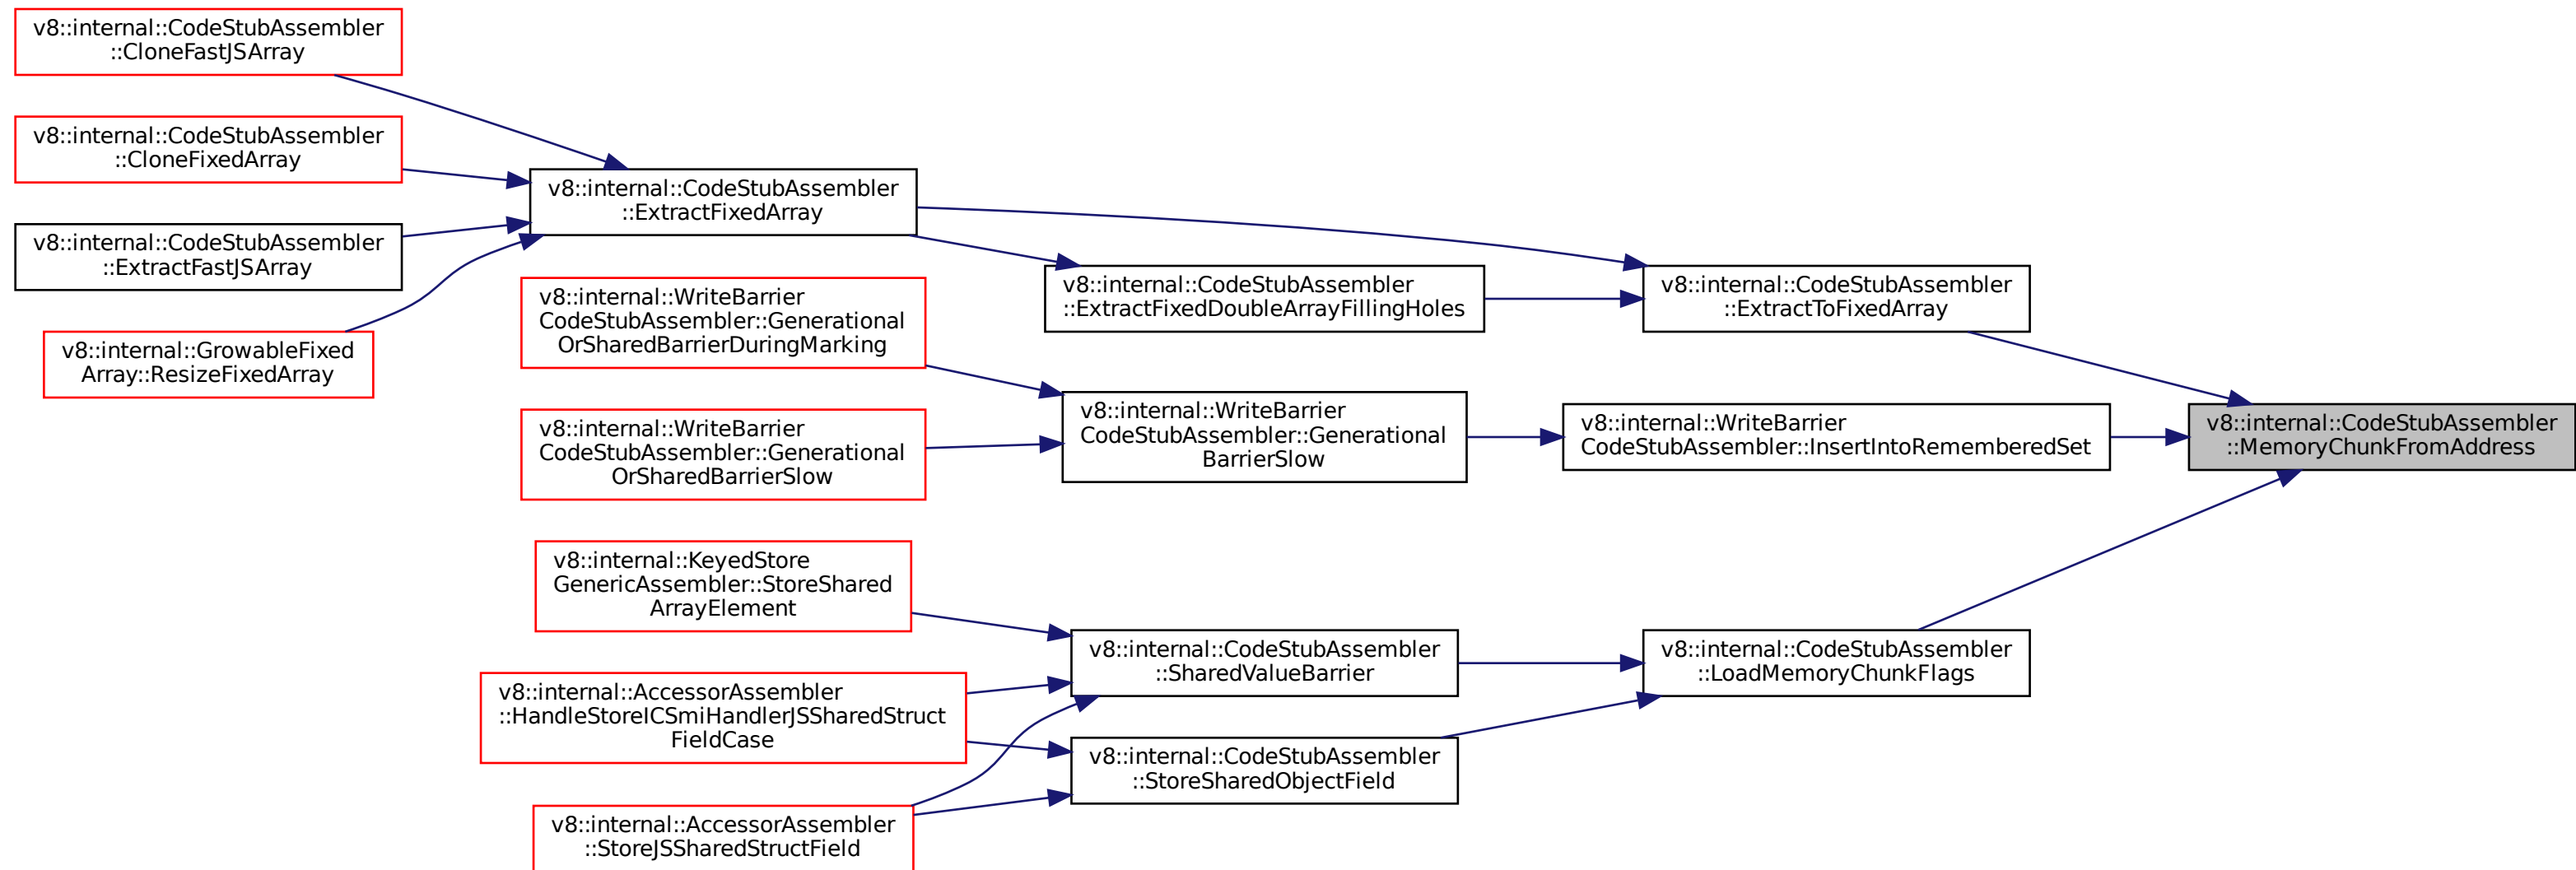 v8::internal::CodeStubAssembler
::CloneFastJSArray
v8::internal::CodeStubAssembler
::CloneFixedArray
v8::internal::CodeStubAssembler
::ExtractFastJSArray
v8::internal::GrowableFixed
Array::ResizeFixedArray
v8::internal::CodeStubAssembler
::ExtractFixedArray
v8::internal::WriteBarrier
CodeStubAssembler::Generational
OrSharedBarrierDuringMarking
v8::internal::WriteBarrier
CodeStubAssembler::Generational
OrSharedBarrierSlow
v8::internal::KeyedStore
GenericAssembler::StoreShared
ArrayElement
v8::internal::AccessorAssembler
::HandleStoreICSmiHandlerJSSharedStruct
FieldCase
v8::internal::AccessorAssembler
::StoreJSSharedStructField
v8::internal::CodeStubAssembler
::ExtractFixedDoubleArrayFillingHoles
v8::internal::WriteBarrier
CodeStubAssembler::Generational
BarrierSlow
v8::internal::CodeStubAssembler
::SharedValueBarrier
v8::internal::CodeStubAssembler
::StoreSharedObjectField
v8::internal::CodeStubAssembler
::ExtractToFixedArray
v8::internal::WriteBarrier
CodeStubAssembler::InsertIntoRememberedSet
v8::internal::CodeStubAssembler
::LoadMemoryChunkFlags
v8::internal::CodeStubAssembler
::MemoryChunkFromAddress